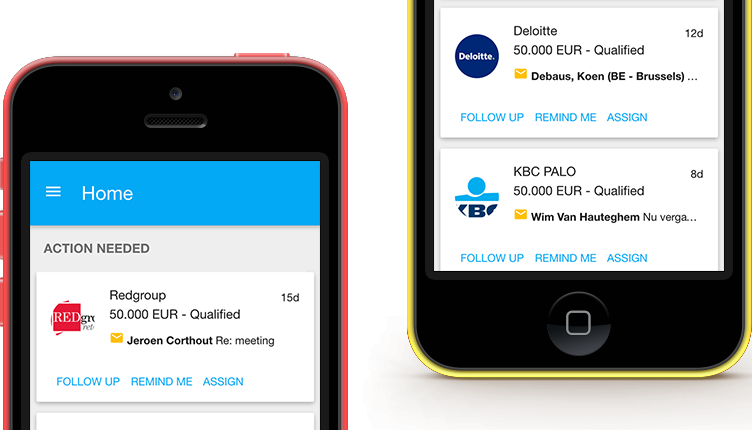 Home
ACTION NEEDED
REDgro
net
Redgroup
15d
50.000 EUR - Qualified
Jeroen Corthout Re: meeting
FOLLOW UP REMIND ME ASSIGN
Deloitte.
Deloitte
12d
50.000 EUR - Qualified
Debaus, Koen (BE - Brussels) ...
FOLLOW UP REMIND ME ASSIGN
KBC
KBC PALO
8d
50.000 EUR - Qualified
Wim Van Hauteghem Nu verga...
FOLLOW UP REMIND ME ASSIGN